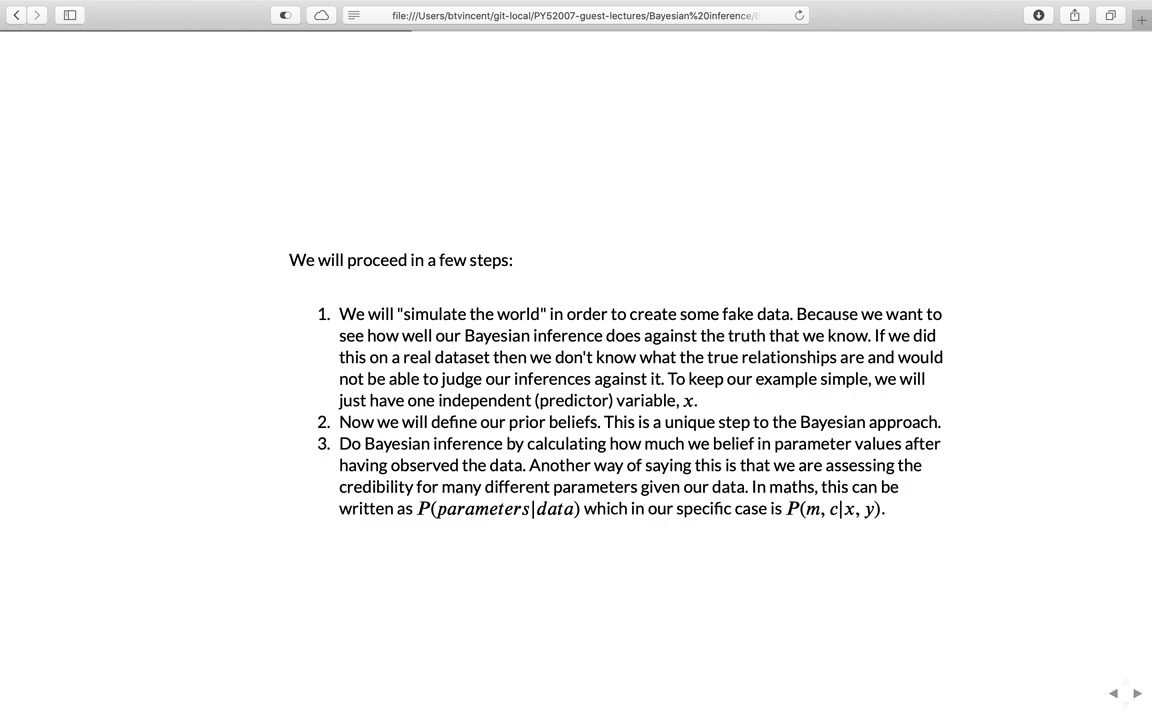 file:///Users/btvincent/git-local/PY52007-guest-lectures/Bayesian%20inference/
We will proceed in a few steps:
1. We will "simulate the world" in order to create some fake data. Because we want to
see how well our Bayesian inference does against the truth that we know. If we did
this on a real dataset then we don't know what the true relationships are and would
not be able to judge our inferences against it. To keep our example simple, we will
just have one independent (predictor) variable, x.
2. Now we will define our prior beliefs. This is a unique step to the Bayesian approach.
3. Do Bayesian inference by calculating how much we belief in parameter values after
having observed the data. Another way of saying this is that we are assessing the
credibility for many different parameters given our data. In maths, this can be
written as P(parameters|data) which in our specific case is P(m, c|x, y).